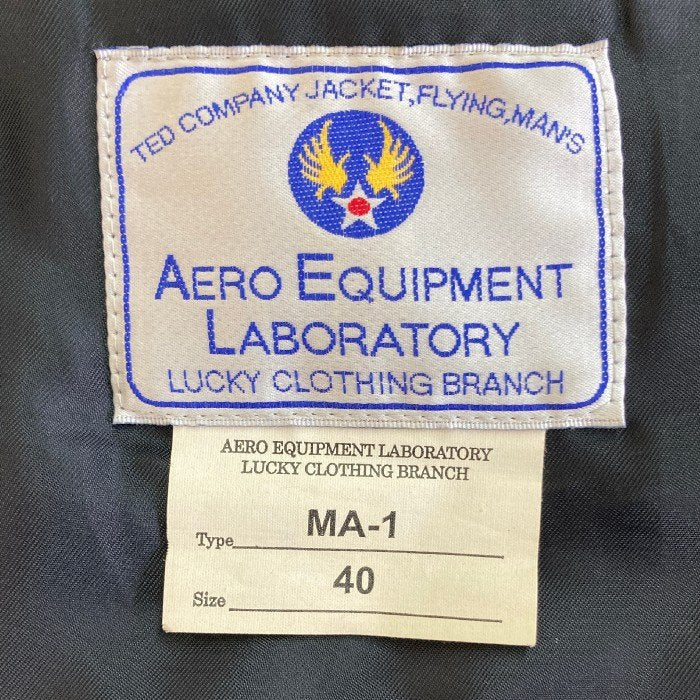 TED COMPANY JACKET,FLYING,MAN'S
AERO EQUIPMENT
LABORATORY
LUCKY CLOTHING BRANCH
AERO EQUIPMENT LABORATORY
LUCKY CLOTHING BRANCH
Type MA-1
Size 40